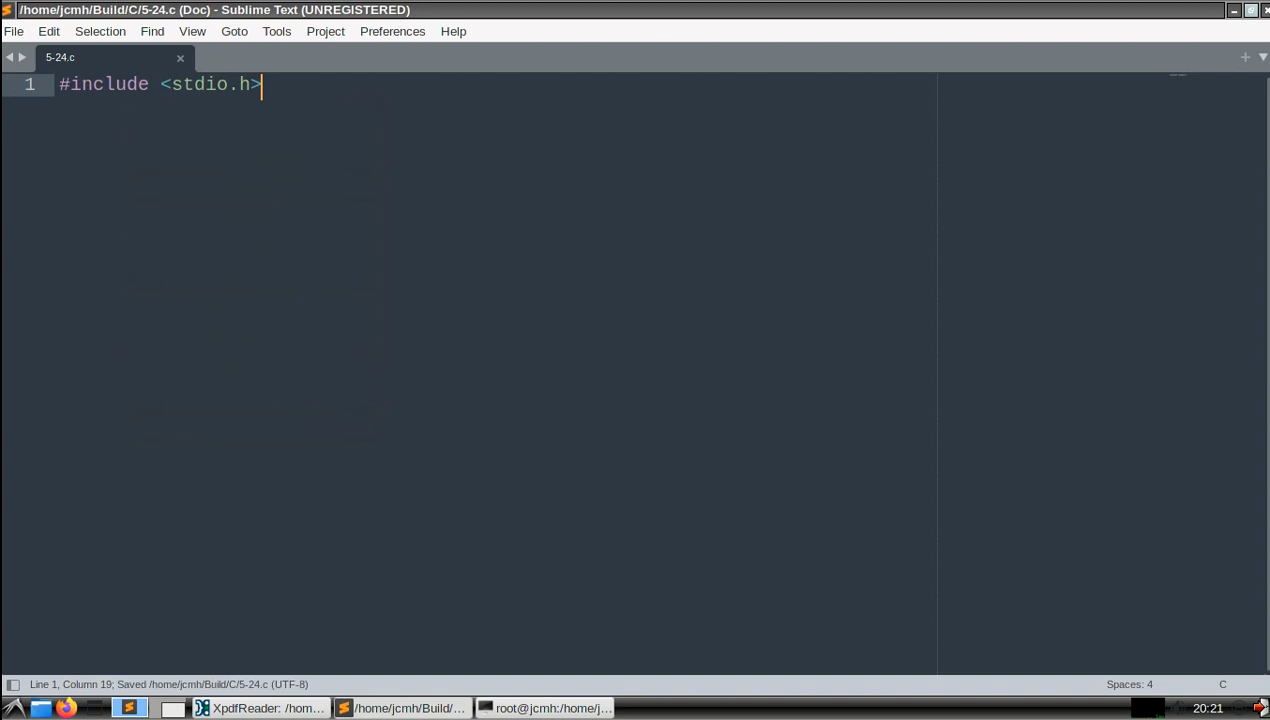 /home/jcmh/Build/C/5-24.c (Doc) - Sublime Text (UNREGISTERED)
File Edit Selection Find View Goto Tools Project Preferences Help
5-24.c
1 #include <stdio.h>
Line 1, Column 19; Saved /home/jcmh/Build/C/5-24.c (UTF-8) Spaces: 4 C
XpdfReader: /hom... /home/jcmh/Build/... root@jcmh:/home/j... 20:21